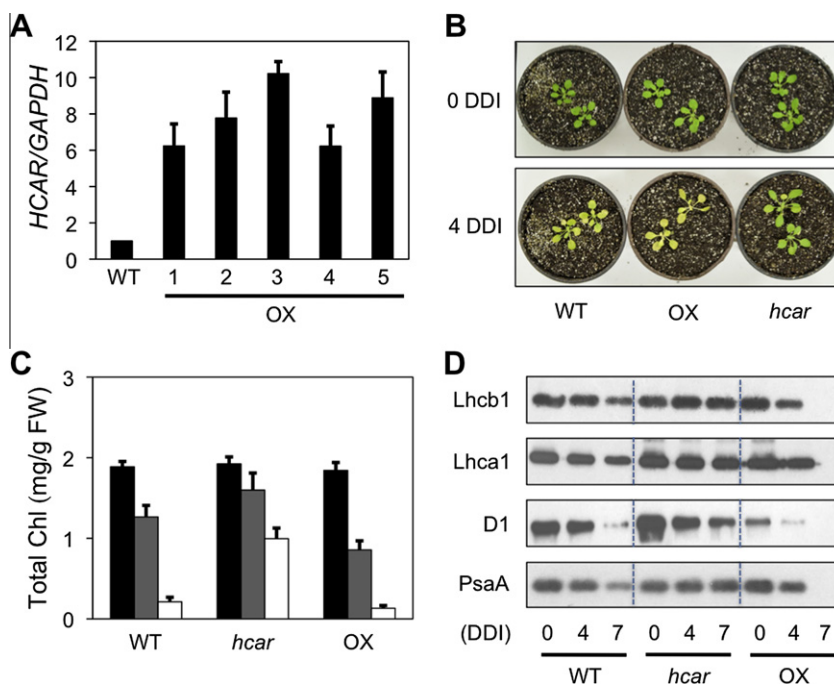 A
HCAR/GAPDH
12
10
8
6
4
2
0
WT
1 2 3 4 5
OX
B
0 DDI
4 DDI
WT OX hcar
C
Total Chl (mg/g FW)
3
2
1
0
WT hcar OX
D
Lhcb1
Lhca1
D1
PsaA
(DDI) 0 4 7 0 4 7 0 4 7
WT hcar OX